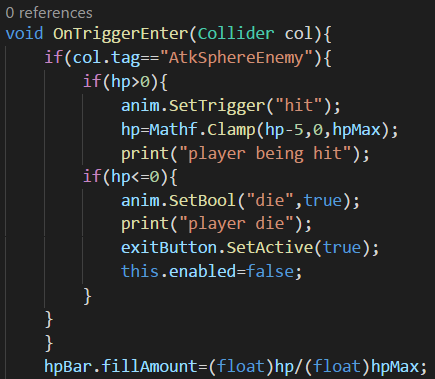 0 references
void OnTriggerEnter(Collider col){
    if(col.tag=="AtkSphereEnemy"){
        if(hp>0){
            anim.SetTrigger("hit");
            hp=Mathf.Clamp(hp-5,0,hpMax);
            print("player being hit");
        if(hp<=0){
            anim.SetBool("die",true);
            print("player die");
            exitButton.SetActive(true);
            this.enabled=false;
        }
    }
    }
    hpBar.fillAmount=(float)hp/(float)hpMax;